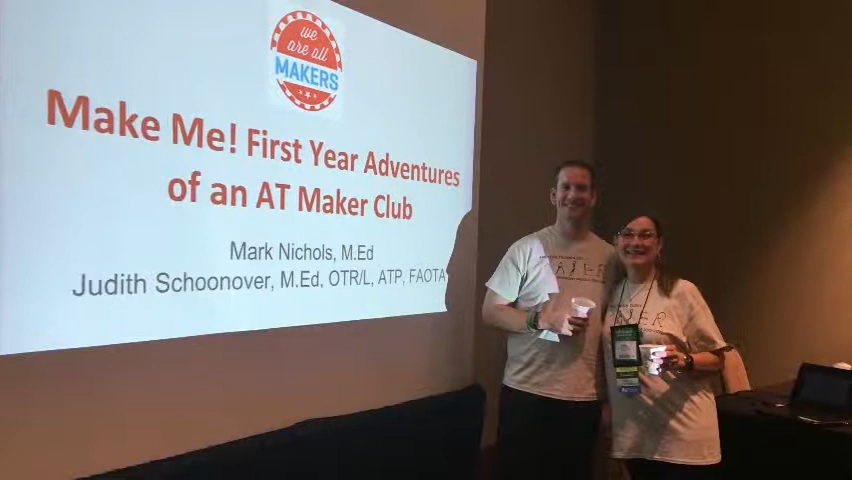 we
are all
MAKERS
Make Me! First Year Adventures
of an AT Maker Club
Mark Nichols, M.Ed
Judith Schoonover, M.Ed, OTR/L, ATP, FAOTA